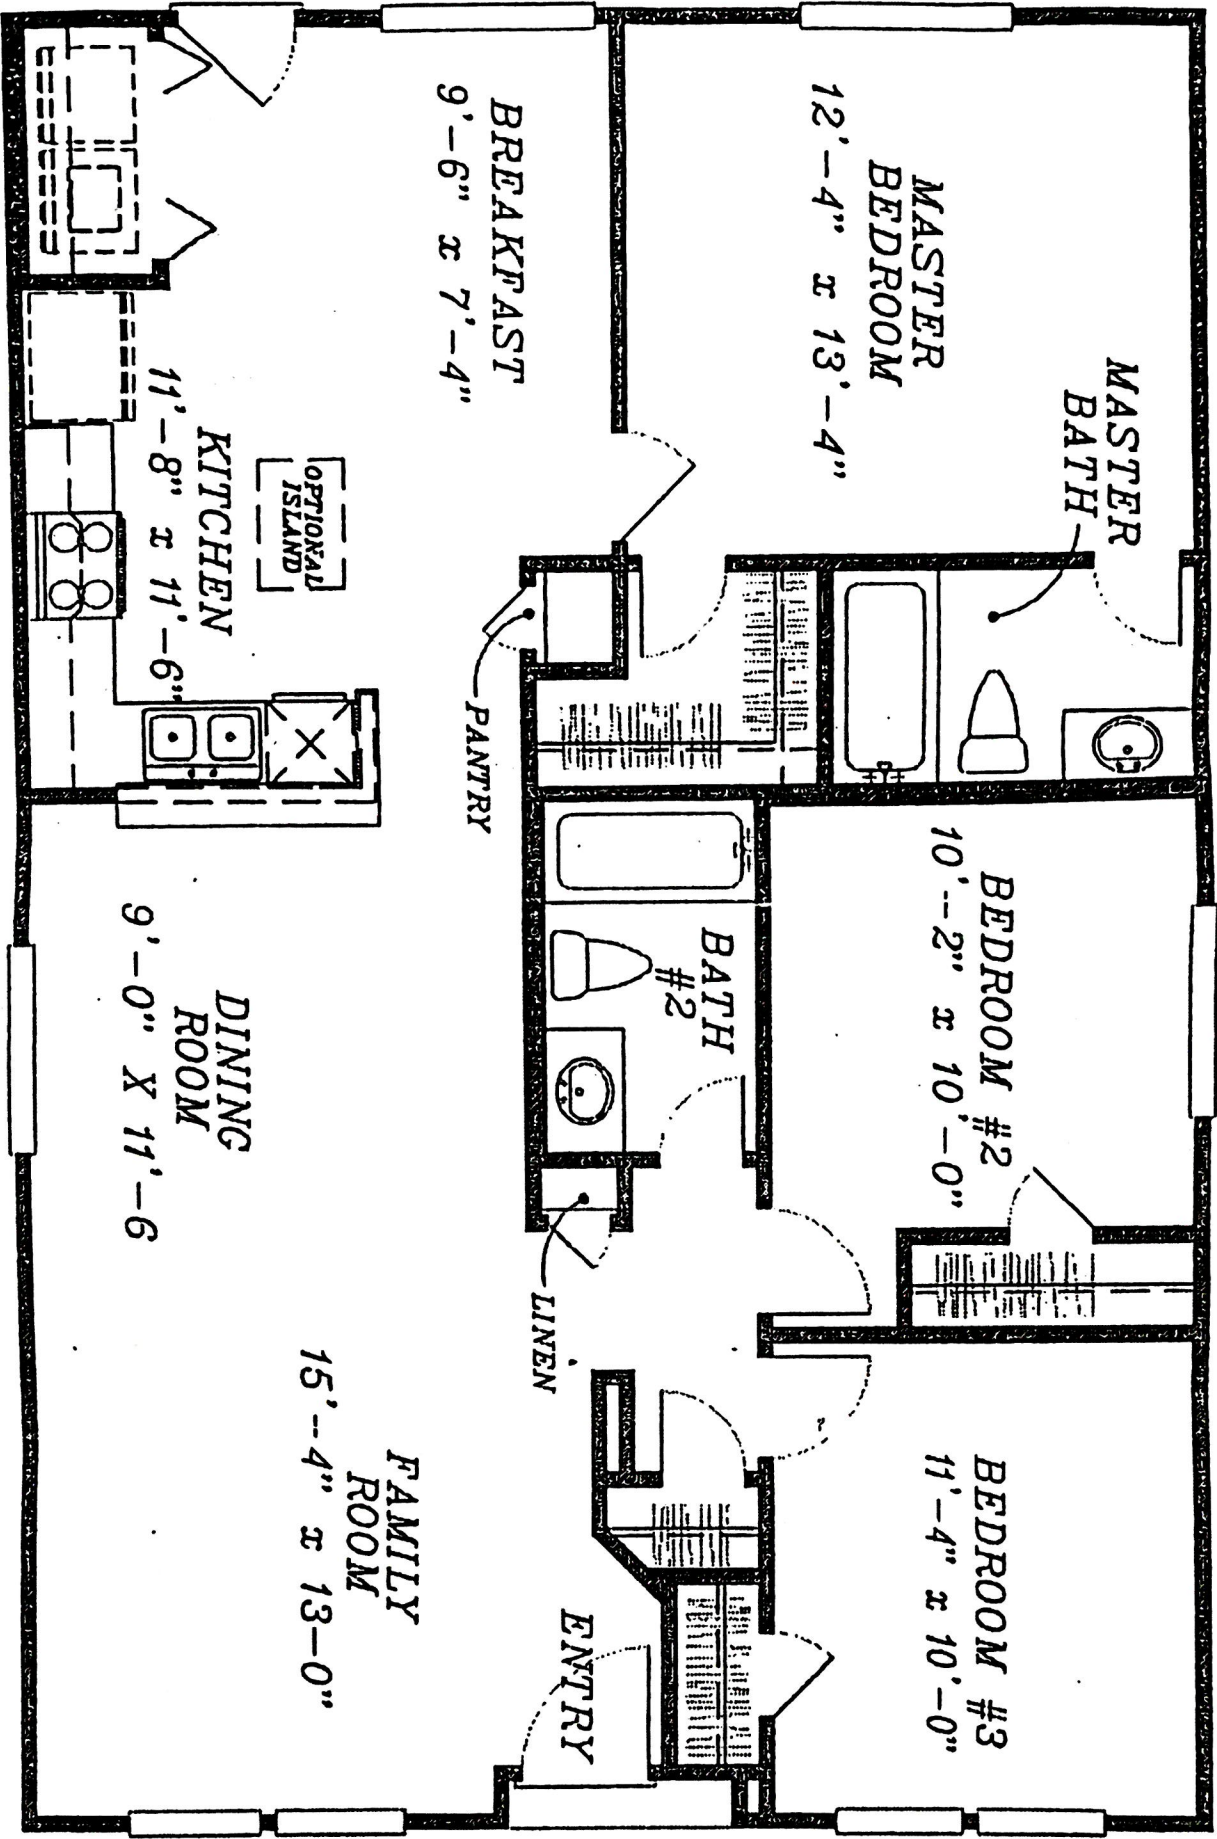 MASTER
BATH
MASTER
BEDROOM
12'-4" x 13'-4"
BREAKFAST
9'-6" x 7'-4"
OPTIONAL
ISLAND
KITCHEN
11'-8" x 11'-6"
PANTRY
BEDROOM #2
10'-2" x 10'-0"
BATH
#2
DINING
ROOM
9'-0" X 11'-6
LINEN
BEDROOM #3
11'-4" x 10'-0"
ENTRY
FAMILY
ROOM
15'-4" x 13-0"